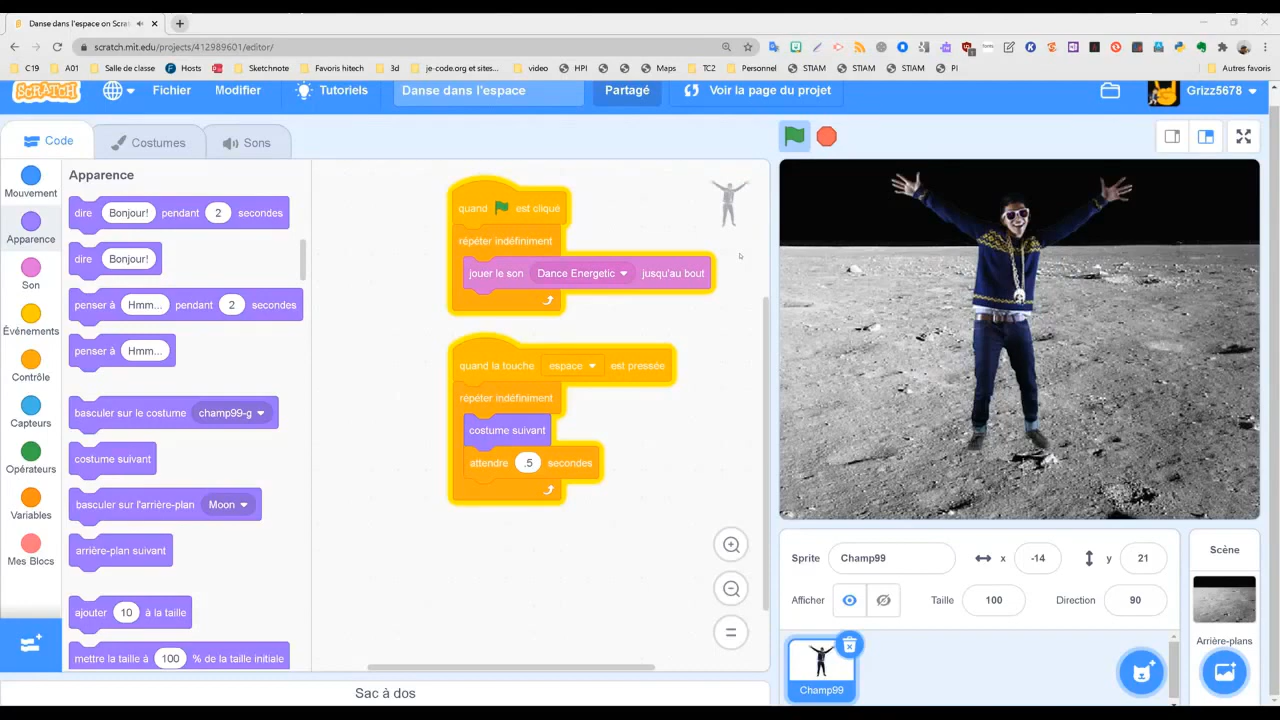 Danse dans l'espace on Scrat
scratch.mit.edu/projects/412989601/editor/
C19
A01
Salle de classe
Hosts
Sketchnote
Favoris hitech
3d
je-code.org et sites...
video
HPI
Maps
TC2
Personnel
STIAM
STIAM
STIAM
PI
Autres favoris
SCRATCH
Fichier
Modifier
Tutoriels
Danse dans l'espace
Partagé
Voir la page du projet
Grizz5678
Code
Costumes
Sons
Mouvement
Apparence
Son
Événements
Contrôle
Capteurs
Opérateurs
Variables
Mes Blocs
Apparence
dire Bonjour! pendant 2 secondes
dire Bonjour!
penser à Hmm... pendant 2 secondes
penser à Hmm...
basculer sur le costume champ99-g
costume suivant
basculer sur l'arrière-plan Moon
arrière-plan suivant
ajouter 10 à la taille
mettre la taille à 100 % de la taille initiale
quand est cliqué
répéter indéfiniment
jouer le son Dance Energetic jusqu'au bout
quand la touche espace est pressée
répéter indéfiniment
costume suivant
attendre .5 secondes
Sac à dos
Sprite Champ99 x -14 y 21
Afficher Taille 100 Direction 90
Champ99
Scène
Arrière-plans